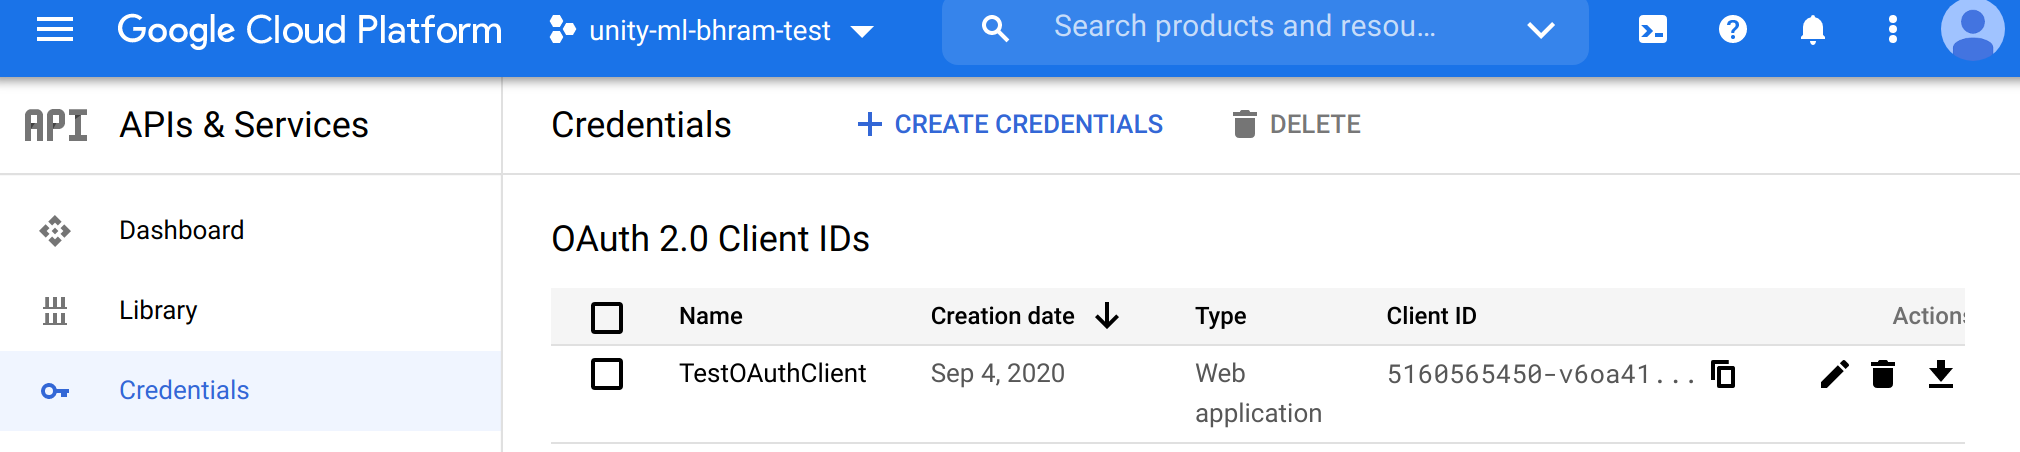 Google Cloud Platform unity-ml-bhram-test Search products and resou...
API APIs & Services Credentials CREATE CREDENTIALS DELETE
Dashboard
OAuth 2.0 Client IDs
Library
Name Creation date Type Client ID Actions
TestOAuthClient Sep 4, 2020 Web application 5160565450-v6oa41...
Credentials